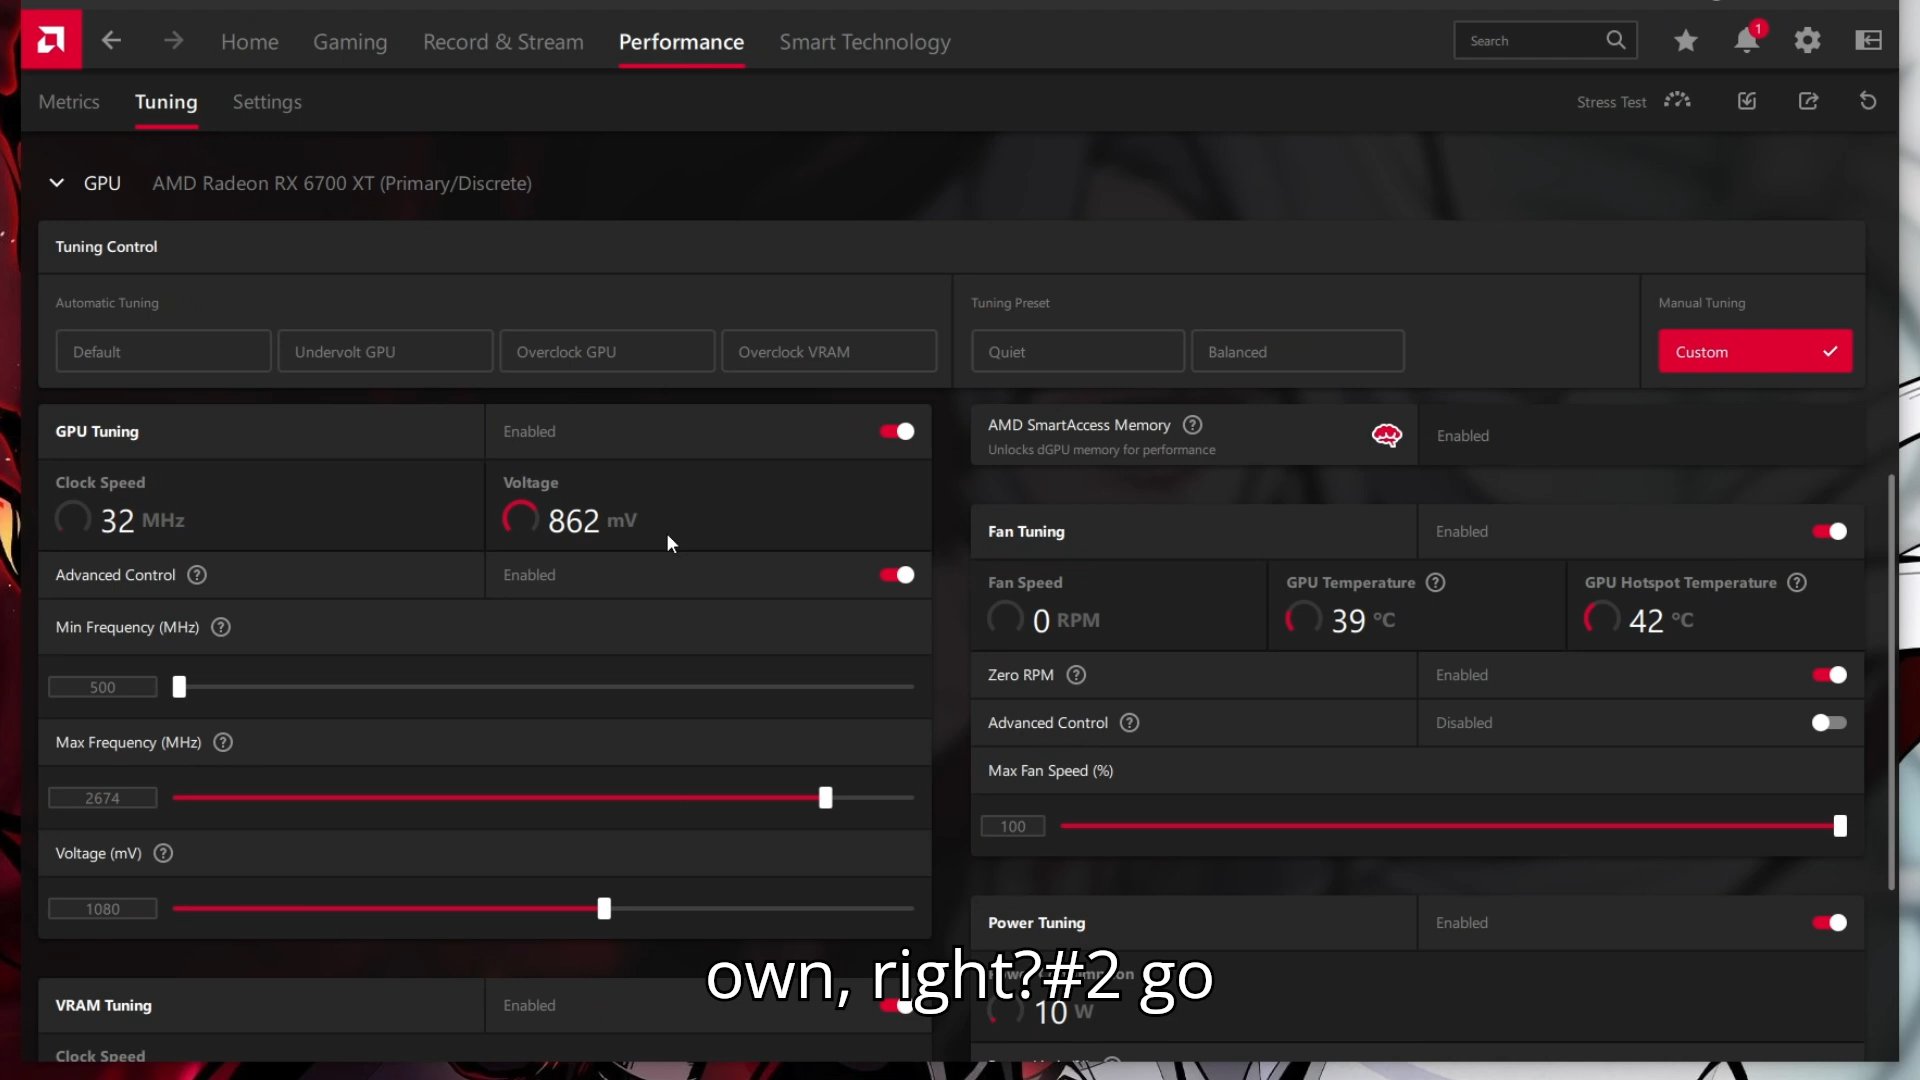 Home
Gaming
Record & Stream
Performance
Smart Technology
Search
1
Metrics
Tuning
Settings
Stress Test
GPU
AMD Radeon RX 6700 XT (Primary/Discrete)
Tuning Control
Automatic Tuning
Default
Undervolt GPU
Overclock GPU
Overclock VRAM
Tuning Preset
Quiet
Balanced
Manual Tuning
Custom
GPU Tuning
Enabled
Clock Speed
32 MHz
Voltage
862 mV
Advanced Control
Enabled
Min Frequency (MHz)
500
Max Frequency (MHz)
2674
Voltage (mV)
1080
VRAM Tuning
Enabled
Clock Speed
AMD SmartAccess Memory
Unlocks dGPU memory for performance
Enabled
Fan Tuning
Enabled
Fan Speed
0 RPM
GPU Temperature
39 °C
GPU Hotspot Temperature
42 °C
Zero RPM
Enabled
Advanced Control
Disabled
Max Fan Speed (%)
100
Power Tuning
Enabled
10 W
own, right?#2 go